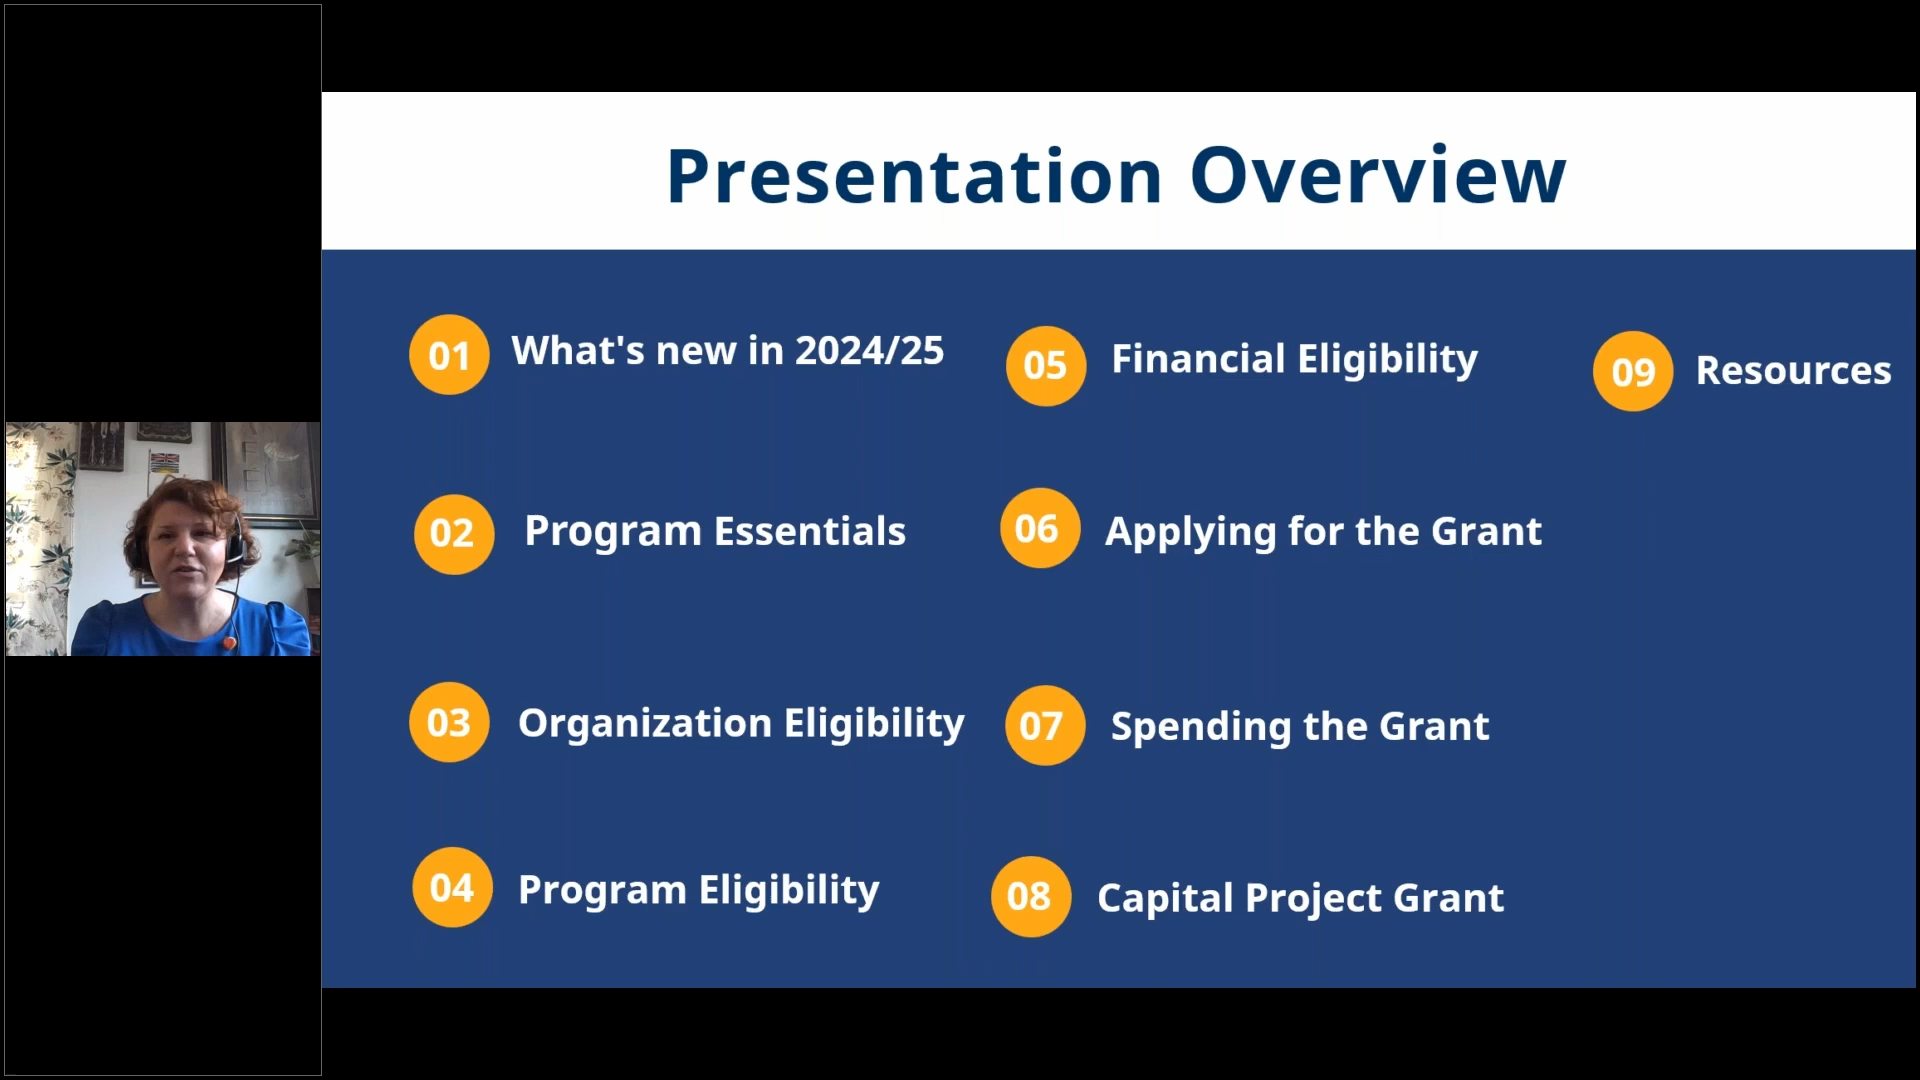 Presentation Overview
01 What's new in 2024/25
02 Program Essentials
03 Organization Eligibility
04 Program Eligibility
05 Financial Eligibility
06 Applying for the Grant
07 Spending the Grant
08 Capital Project Grant
09 Resources